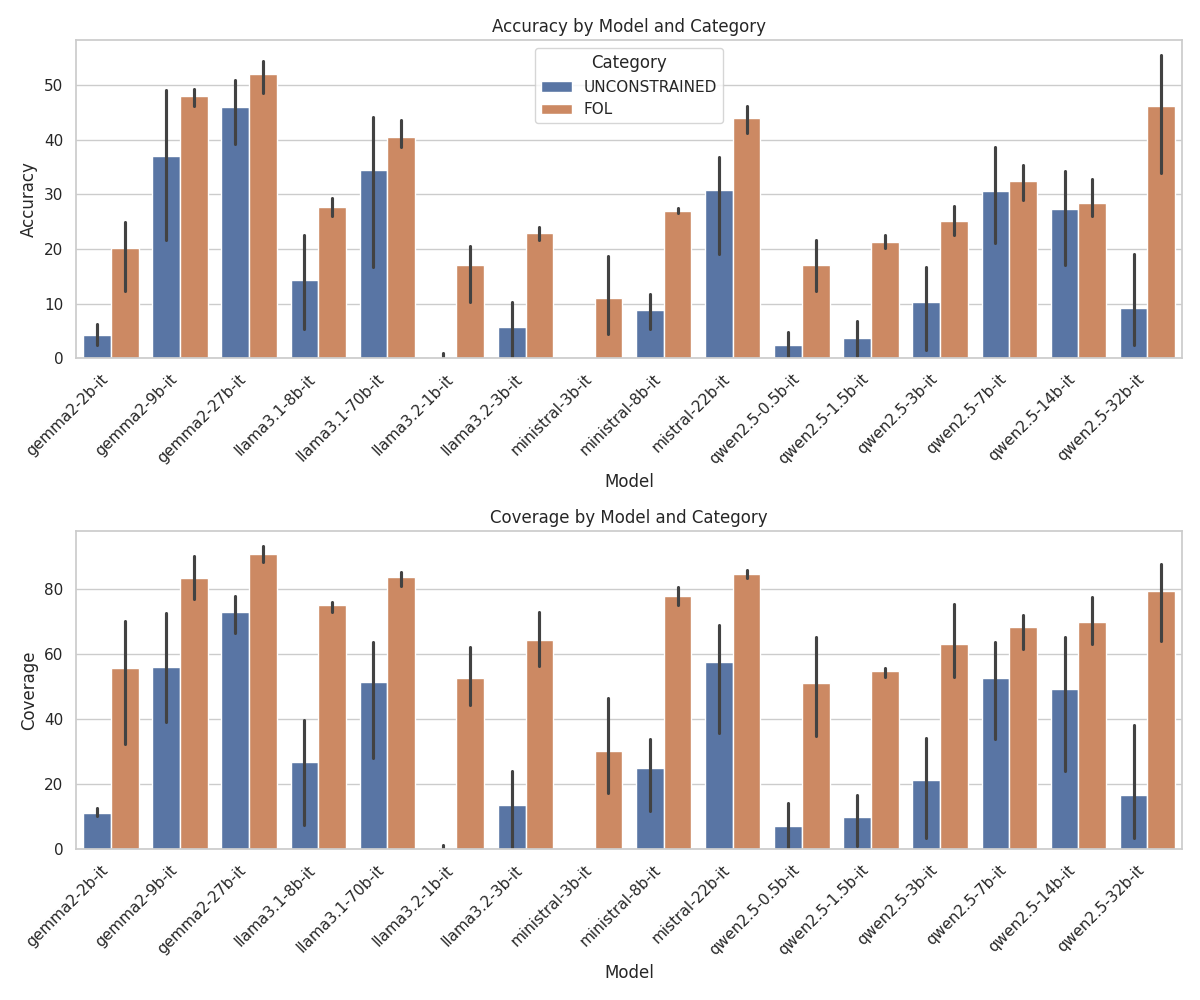 Accuracy by Model and Category
Category
UNCONSTRAINED
FOL
Accuracy
50
40
30
20
10
0
gemma2-2b-it
gemma2-9b-it
gemma2-27b-it
llama3.1-8b-it
llama3.1-70b-it
llama3.2-1b-it
llama3.2-3b-it
ministral-3b-it
ministral-8b-it
mistral-22b-it
qwen2.5-0.5b-it
qwen2.5-1.5b-it
qwen2.5-3b-it
qwen2.5-7b-it
qwen2.5-14b-it
qwen2.5-32b-it
Model
Coverage by Model and Category
Coverage
80
60
40
20
0
gemma2-2b-it
gemma2-9b-it
gemma2-27b-it
llama3.1-8b-it
llama3.1-70b-it
llama3.2-1b-it
llama3.2-3b-it
ministral-3b-it
ministral-8b-it
mistral-22b-it
qwen2.5-0.5b-it
qwen2.5-1.5b-it
qwen2.5-3b-it
qwen2.5-7b-it
qwen2.5-14b-it
qwen2.5-32b-it
Model